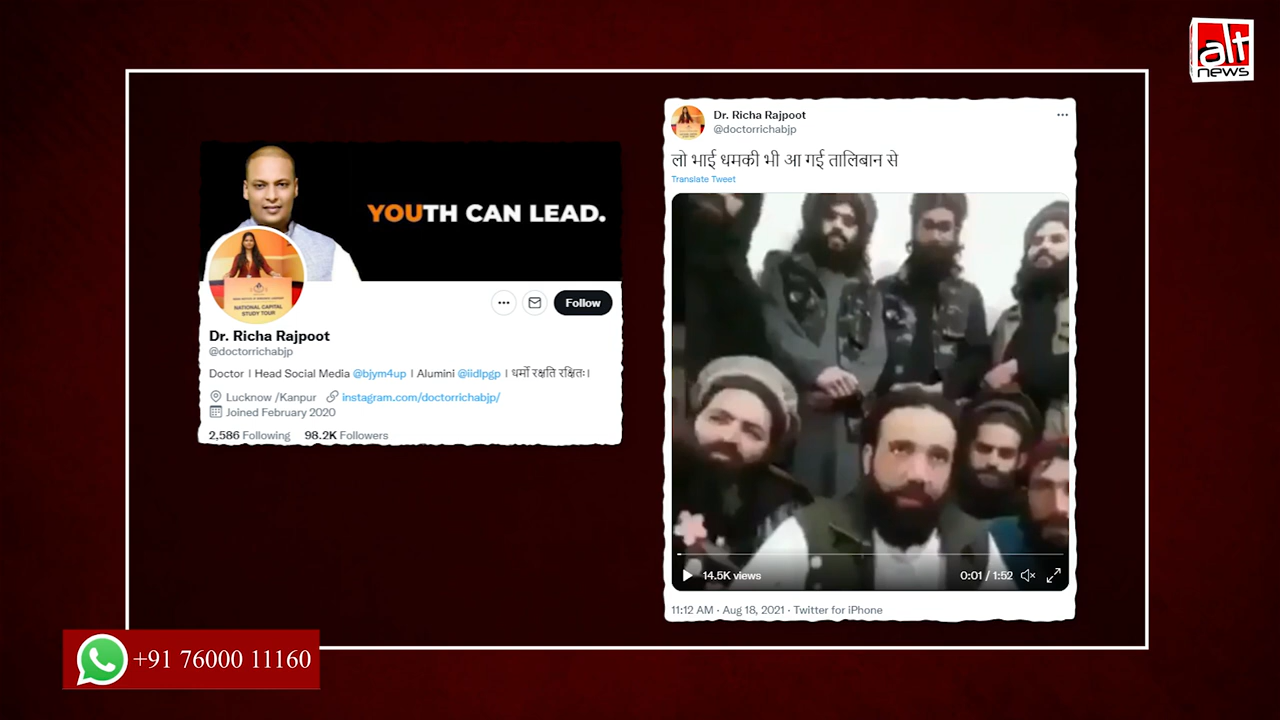 alt
news
YOUTH CAN LEAD.
NATIONAL CAPITAL
STUDY TOUR
Follow
Dr. Richa Rajpoot
@doctorrichabjp
Doctor | Head Social Media @bjym4up | Alumini @iidlpgp | धर्मो रक्षति रक्षितः।
Lucknow /Kanpur instagram.com/doctorrichabjp/
Joined February 2020
2,586 Following 98.2K Followers
Dr. Richa Rajpoot
@doctorrichabjp
लो भाई धमकी भी आ गई तालिबान से
Translate Tweet
14.5K views 0:01 / 1:52
11:12 AM · Aug 18, 2021 · Twitter for iPhone
+91 76000 11160